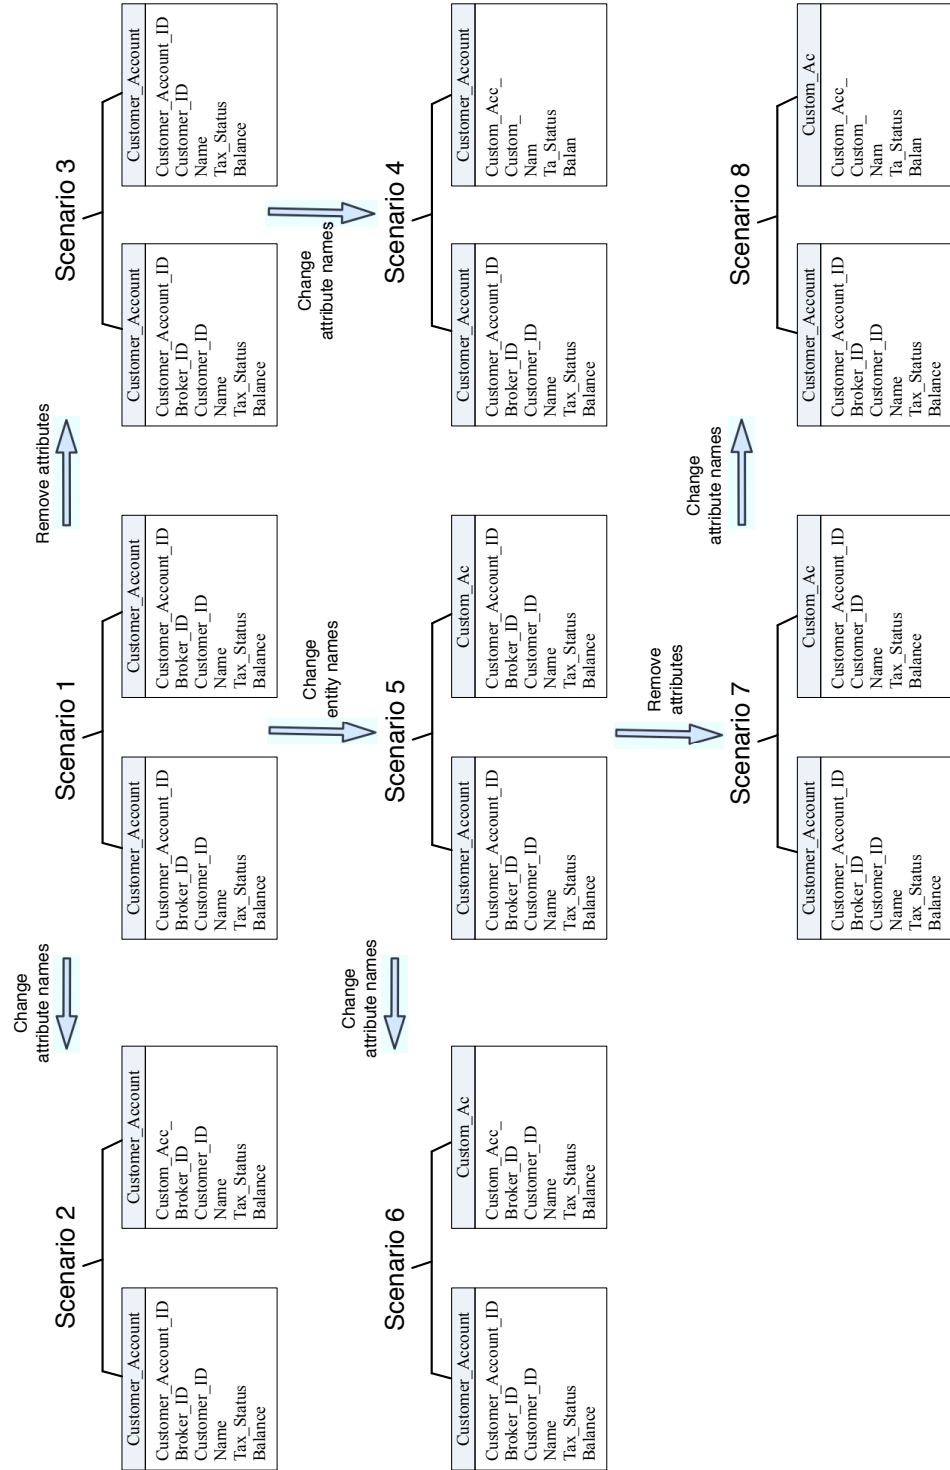 Scenario 2
Customer_Account
Customer_Account_ID
Broker_ID
Customer_ID
Name
Tax_Status
Balance
Customer_Account
Custom_Acc_
Broker_ID
Customer_ID
Name
Tax_Status
Balance
Change
attribute names
Scenario 1
Customer_Account
Customer_Account_ID
Broker_ID
Customer_ID
Name
Tax_Status
Balance
Customer_Account
Customer_Account_ID
Broker_ID
Customer_ID
Name
Tax_Status
Balance
Remove attributes
Scenario 3
Customer_Account
Customer_Account_ID
Broker_ID
Customer_ID
Name
Tax_Status
Balance
Customer_Account
Customer_Account_ID
Customer_ID
Name
Tax_Status
Balance
Change
entity names
Change
attribute names
Scenario 6
Customer_Account
Customer_Account_ID
Broker_ID
Customer_ID
Name
Tax_Status
Balance
Custom_Ac
Custom_Acc_
Broker_ID
Customer_ID
Name
Tax_Status
Balance
Change
attribute names
Scenario 5
Customer_Account
Customer_Account_ID
Broker_ID
Customer_ID
Name
Tax_Status
Balance
Custom_Ac
Customer_Account_ID
Broker_ID
Customer_ID
Name
Tax_Status
Balance
Scenario 4
Customer_Account
Customer_Account_ID
Broker_ID
Customer_ID
Name
Tax_Status
Balance
Customer_Account
Custom_Acc_
Custom_
Nam
Ta_Status
Balan
Remove
attributes
Scenario 7
Customer_Account
Customer_Account_ID
Broker_ID
Customer_ID
Name
Tax_Status
Balance
Custom_Ac
Customer_Account_ID
Customer_ID
Name
Tax_Status
Balance
Change
attribute names
Scenario 8
Customer_Account
Customer_Account_ID
Broker_ID
Customer_ID
Name
Tax_Status
Balance
Custom_Ac
Custom_Acc_
Custom_
Nam
Ta_Status
Balan